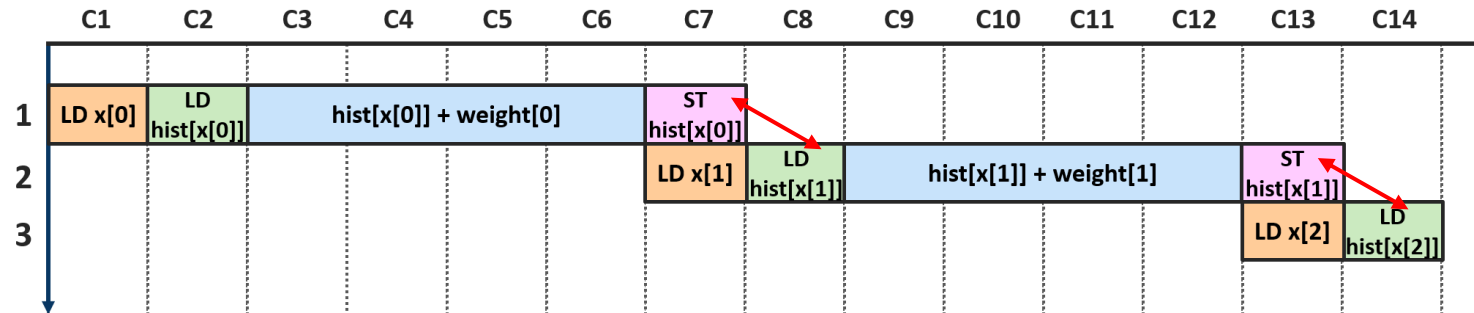 C1 C2 C3 C4 C5 C6 C7 C8 C9 C10 C11 C12 C13 C14
1
LD x[0]
LD
hist[x[0]]
hist[x[0]] + weight[0]
ST
hist[x[0]]
2
LD x[1]
LD
hist[x[1]]
hist[x[1]] + weight[1]
ST
hist[x[1]]
3
LD x[2]
LD
hist[x[2]]